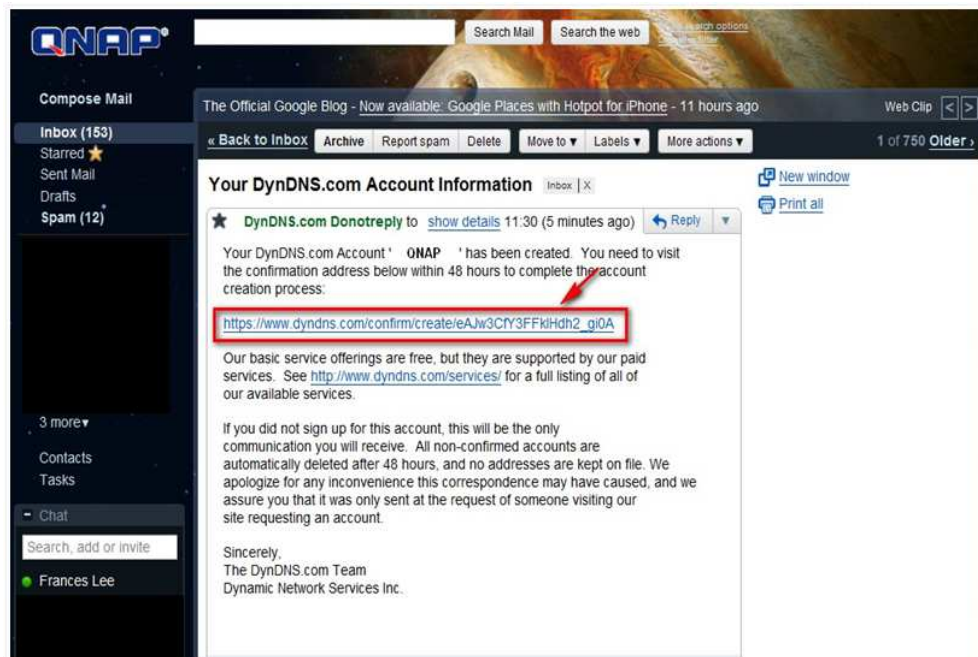 QNAP®
Search Mail Search the web
search options
Compose Mail
The Official Google Blog - Now available: Google Places with Hotpot for iPhone - 11 hours ago Web Clip < >
Inbox (153)
« Back to Inbox Archive Report spam Delete Move to ▼ Labels ▼ More actions ▼ 1 of 750 Older ›
Starred
Sent Mail
Drafts
Spam (12)
Your DynDNS.com Account Information Inbox | X
New window
Print all
DynDNS.com Donotreply to show details 11:30 (5 minutes ago) Reply ▼
Your DynDNS.com Account ' QNAP ' has been created. You need to visit
the confirmation address below within 48 hours to complete the account
creation process:
https://www.dyndns.com/confirm/create/eAJw3CfY3FFklHdh2_gi0A
Our basic service offerings are free, but they are supported by our paid
services. See http://www.dyndns.com/services/ for a full listing of all of
our available services.
If you did not sign up for this account, this will be the only
communication you will receive. All non-confirmed accounts are
automatically deleted after 48 hours, and no addresses are kept on file. We
apologize for any inconvenience this correspondence may have caused, and we
assure you that it was only sent at the request of someone visiting our
site requesting an account.
Sincerely,
The DynDNS.com Team
Dynamic Network Services Inc.
3 more▼
Contacts
Tasks
- Chat
Search, add or invite
Frances Lee